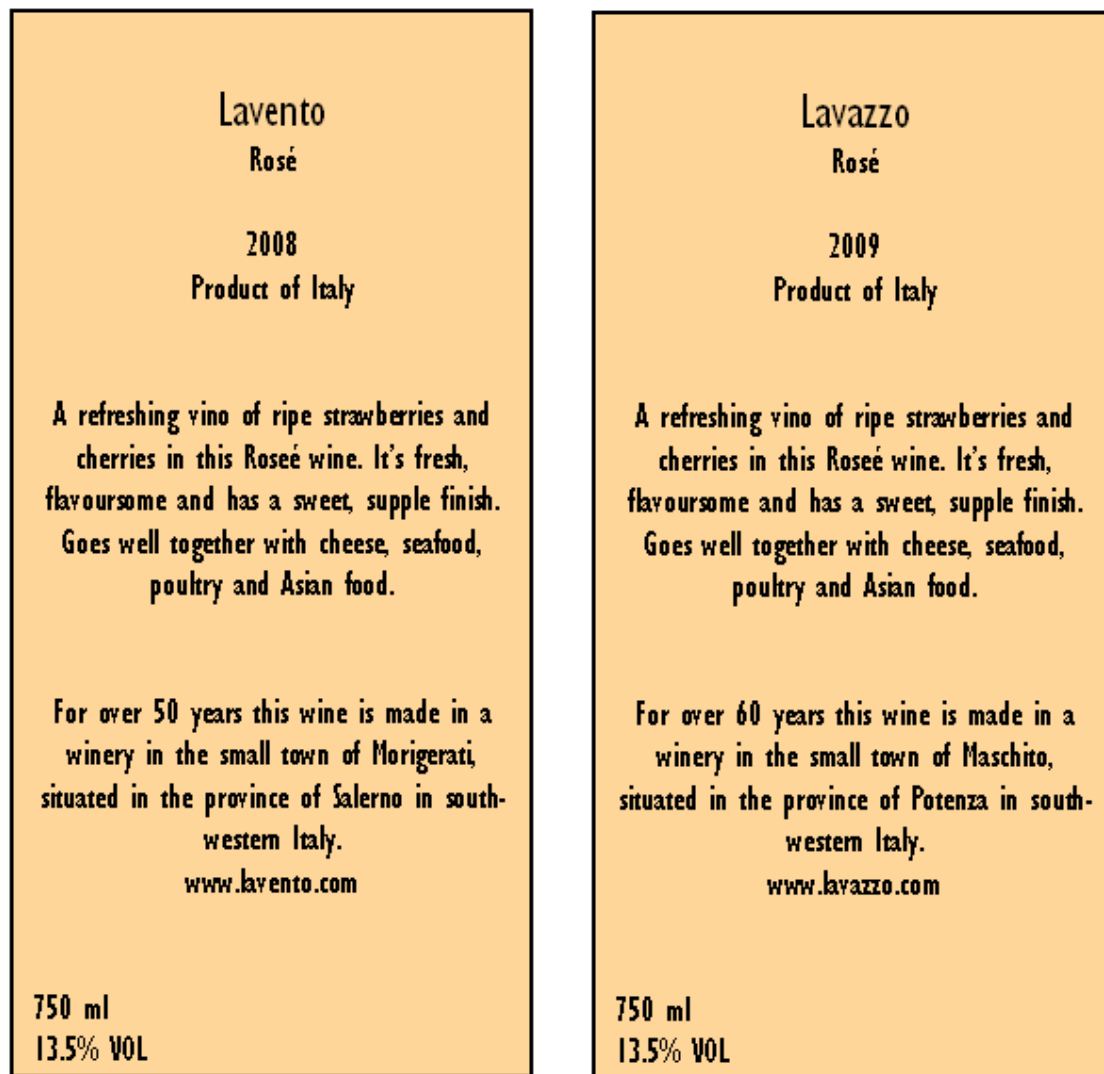 Lavento
Rosé
2008
Product of Italy
A refreshing vino of ripe strawberries and
cherries in this Roseé wine. It's fresh,
flavoursome and has a sweet, supple finish.
Goes well together with cheese, seafood,
poultry and Asian food.
For over 50 years this wine is made in a
winery in the small town of Morigerati,
situated in the province of Salerno in south-
western Italy.
www.lavento.com
750 ml
13.5% VOL
Lavazzo
Rosé
2009
Product of Italy
A refreshing vino of ripe strawberries and
cherries in this Roseé wine. It's fresh,
flavoursome and has a sweet, supple finish.
Goes well together with cheese, seafood,
poultry and Asian food.
For over 60 years this wine is made in a
winery in the small town of Maschito,
situated in the province of Potenza in south-
western Italy.
www.lavazzo.com
750 ml
13.5% VOL